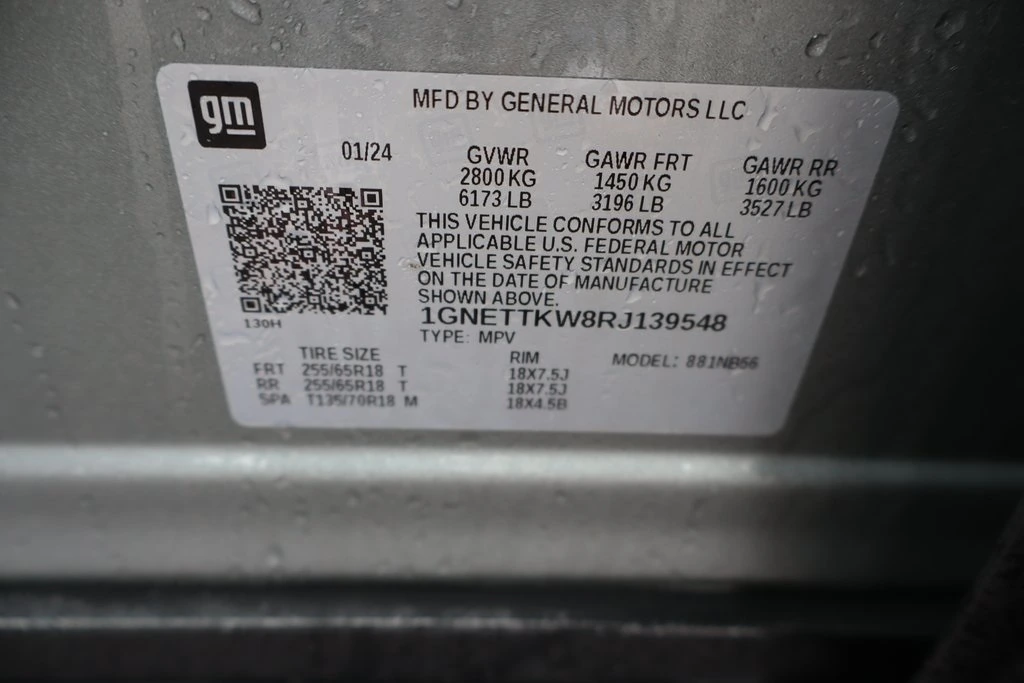 gm
MFD BY GENERAL MOTORS LLC
01/24
GVWR
2800 KG
6173 LB
GAWR FRT
1450 KG
3196 LB
GAWR RR
1600 KG
3527 LB
THIS VEHICLE CONFORMS TO ALL
APPLICABLE U.S. FEDERAL MOTOR
VEHICLE SAFETY STANDARDS IN EFFECT
ON THE DATE OF MANUFACTURE
SHOWN ABOVE.
130H
1GNETTKW8RJ139548
TYPE: MPV
TIRE SIZE RIM MODEL: 881NB56
FRT 255/65R18 T 18X7.5J
RR 255/65R18 T 18X7.5J
SPA T135/70R18 M 18X4.5B